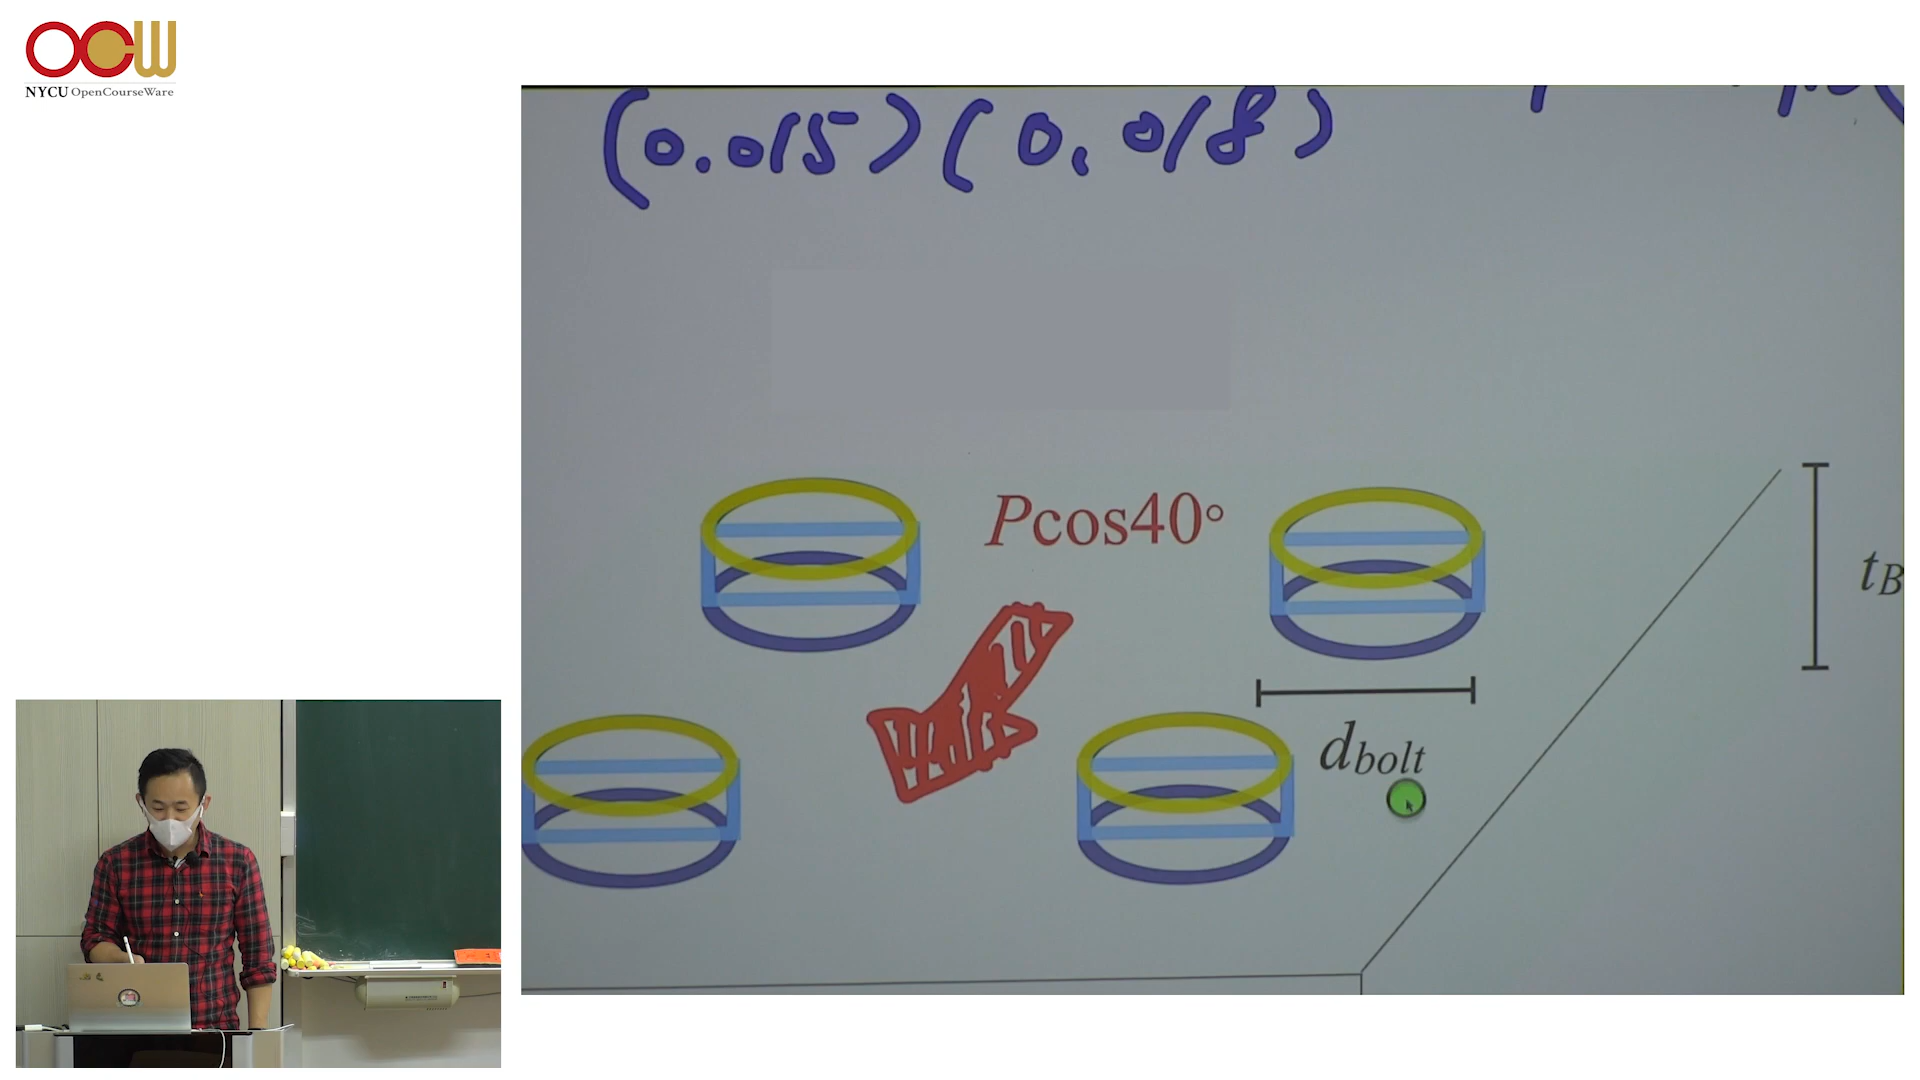 OCW
NYCU OpenCourseWare
(0.015)(0.018)
Pcos40°
tB
dbolt